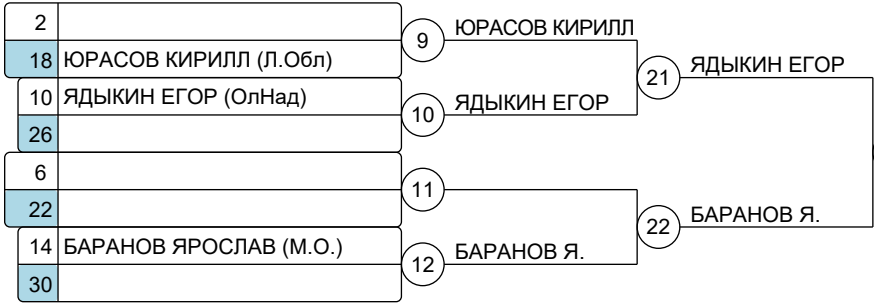 2
9 ЮРАСОВ КИРИЛЛ
18 ЮРАСОВ КИРИЛЛ (Л.Обл)
21 ЯДЫКИН ЕГОР
10 ЯДЫКИН ЕГОР (ОлНад)
10 ЯДЫКИН ЕГОР
26
6
11
22
22 БАРАНОВ Я.
14 БАРАНОВ ЯРОСЛАВ (М.О.)
12 БАРАНОВ Я.
30